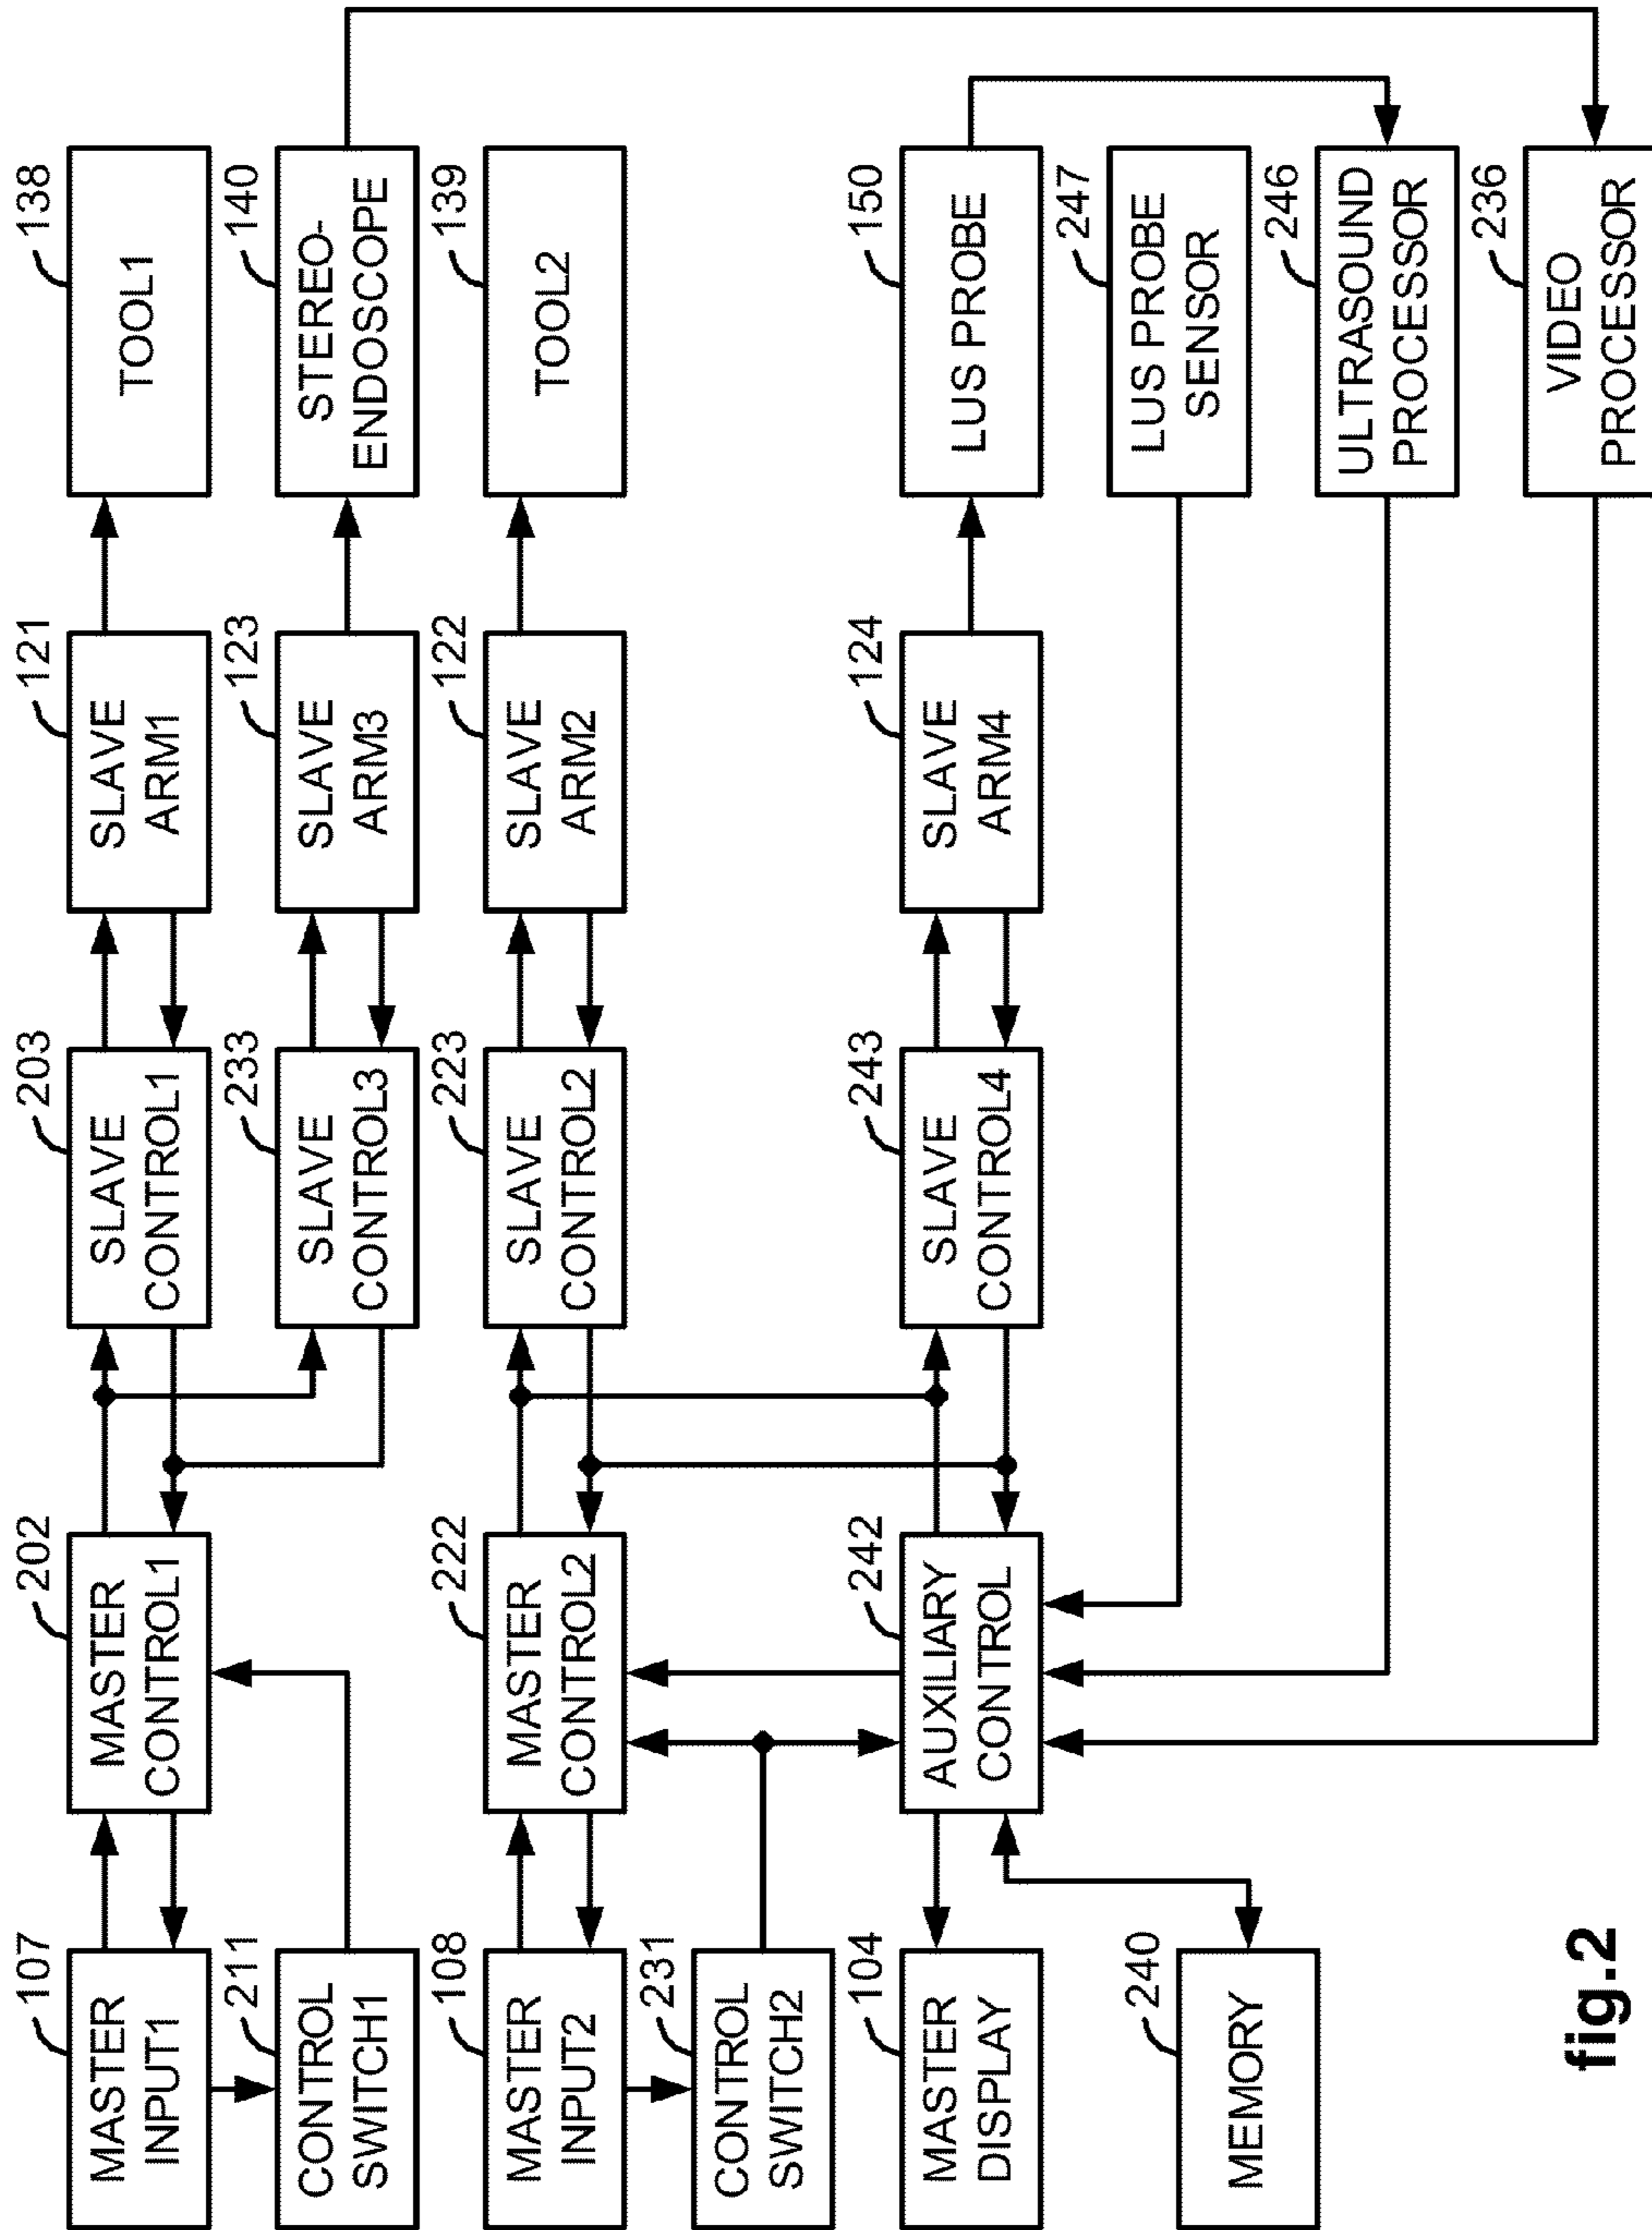 107
MASTER
INPUT1
202
MASTER
CONTROL1
203
SLAVE
CONTROL1
121
SLAVE
ARM1
138
TOOL1
211
CONTROL
SWITCH1
233
SLAVE
CONTROL3
123
SLAVE
ARM3
140
STEREO-
ENDOSCOPE
108
MASTER
INPUT2
222
MASTER
CONTROL2
223
SLAVE
CONTROL2
122
SLAVE
ARM2
139
TOOL2
231
CONTROL
SWITCH2
104
MASTER
DISPLAY
242
AUXILIARY
CONTROL
243
SLAVE
CONTROL4
124
SLAVE
ARM4
150
LUS PROBE
247
LUS PROBE
SENSOR
240
MEMORY
246
ULTRASOUND
PROCESSOR
236
VIDEO
PROCESSOR
fig.2